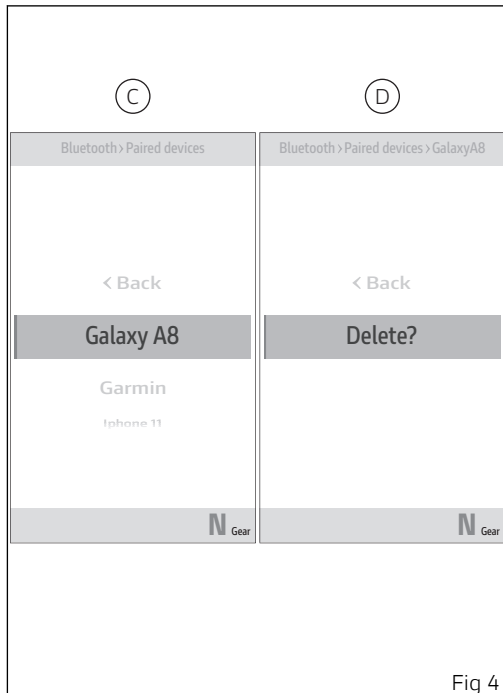 C
Bluetooth › Paired devices
< Back
Galaxy A8
Garmin
Iphone 11
N Gear
D
Bluetooth › Paired devices › GalaxyA8
< Back
Delete?
N Gear
Fig 4